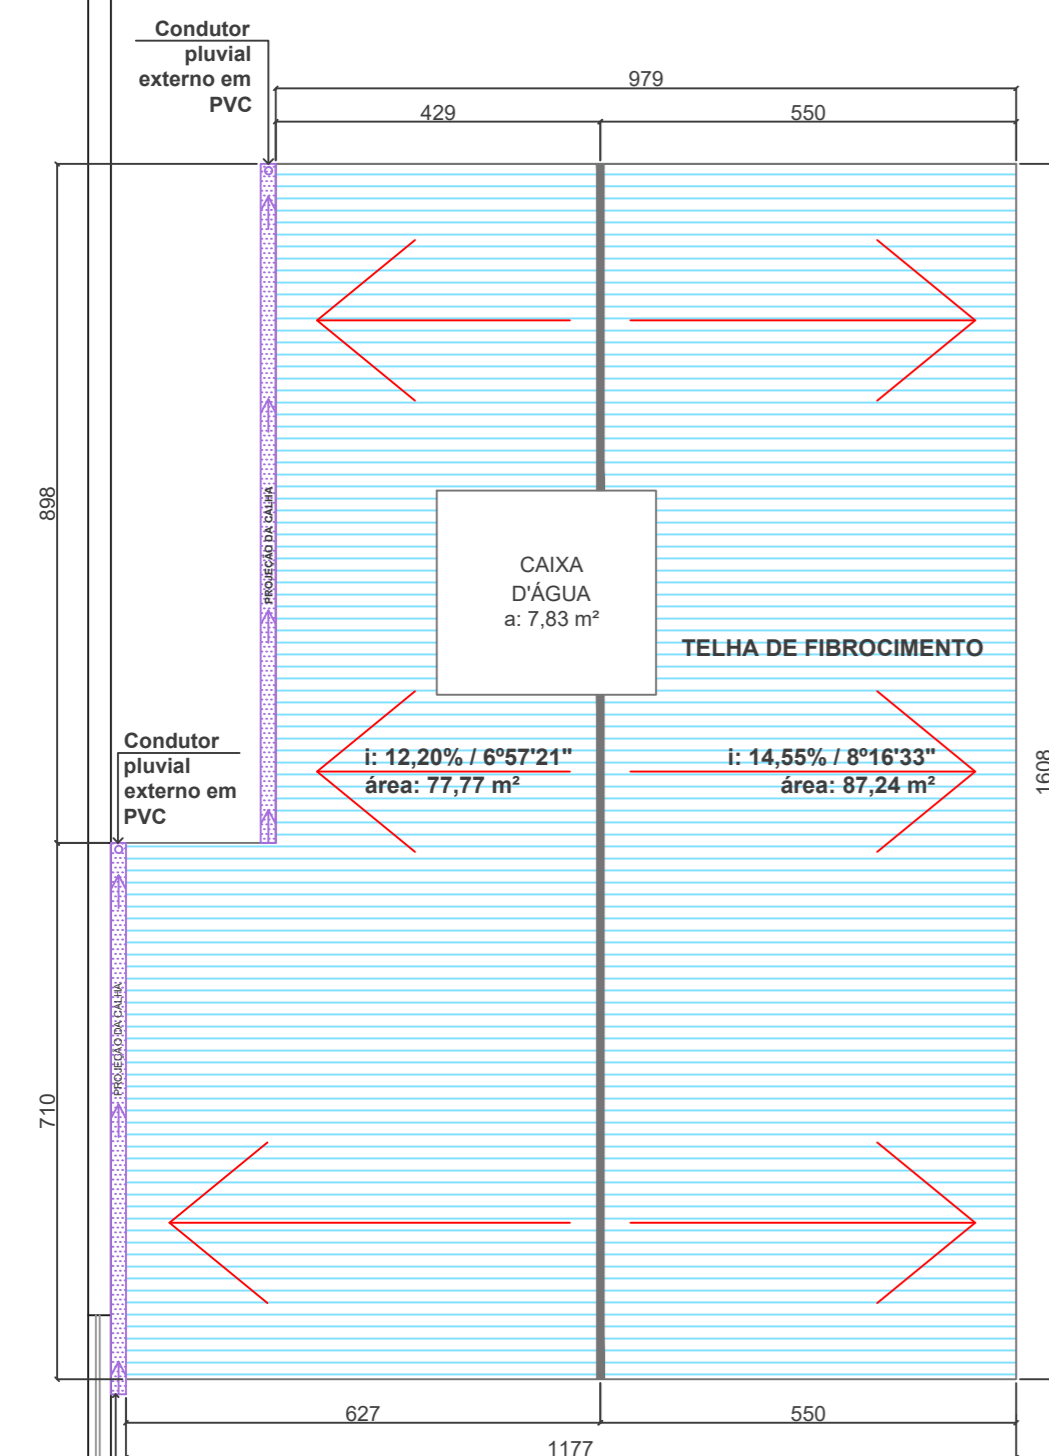 Condutor
pluvial
externo em
PVC
979
429
550
898
PROJEÇÃO DA CALHA
CAIXA
D'ÁGUA
a: 7,83 m²
TELHA DE FIBROCIMENTO
Condutor
pluvial
externo em
PVC
i: 12,20% / 6º57'21"
área: 77,77 m²
i: 14,55% / 8º16'33"
área: 87,24 m²
1608
710
PROJEÇÃO DA CALHA
627
550
1177